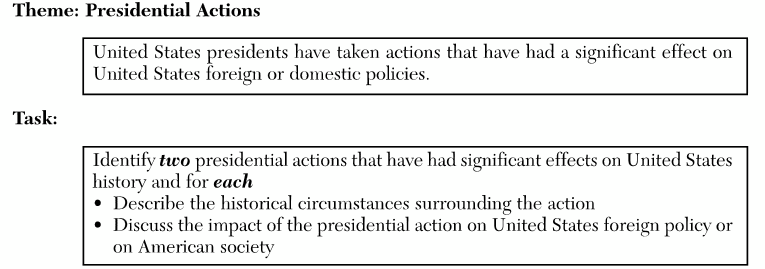 Theme: Presidential Actions
United States presidents have taken actions that have had a significant effect on
United States foreign or domestic policies.
Task:
Identify two presidential actions that have had significant effects on United States
history and for each
• Describe the historical circumstances surrounding the action
• Discuss the impact of the presidential action on United States foreign policy or
on American society